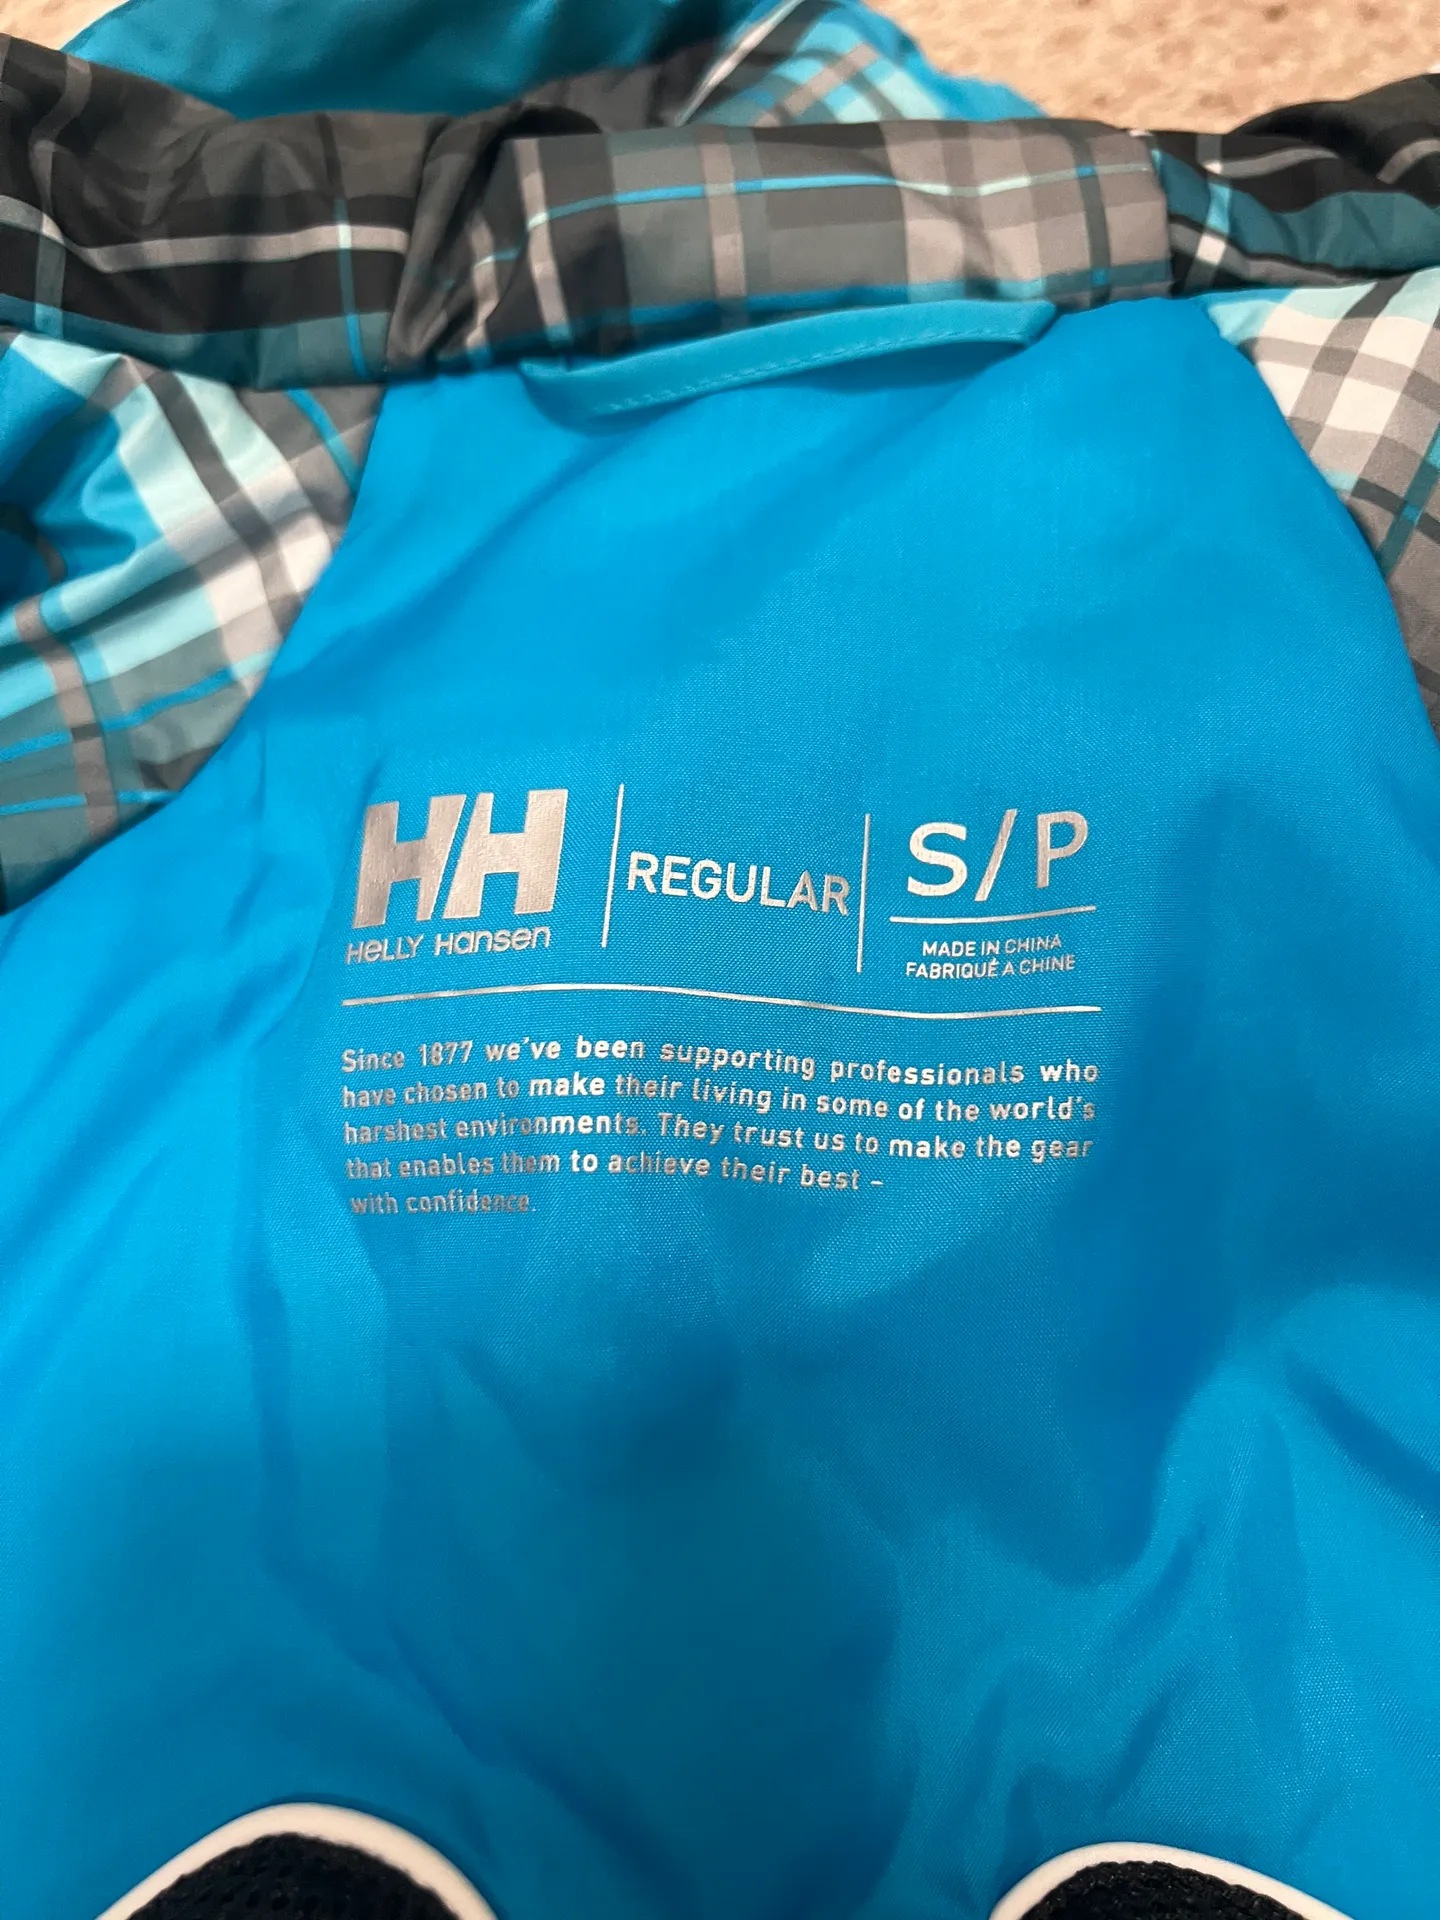 HH
HELLY HANSEN
REGULAR
S/P
MADE IN CHINA
FABRIQUÉ A CHINE
Since 1877 we've been supporting professionals who
have chosen to make their living in some of the world's
harshest environments. They trust us to make the gear
that enables them to achieve their best -
with confidence.